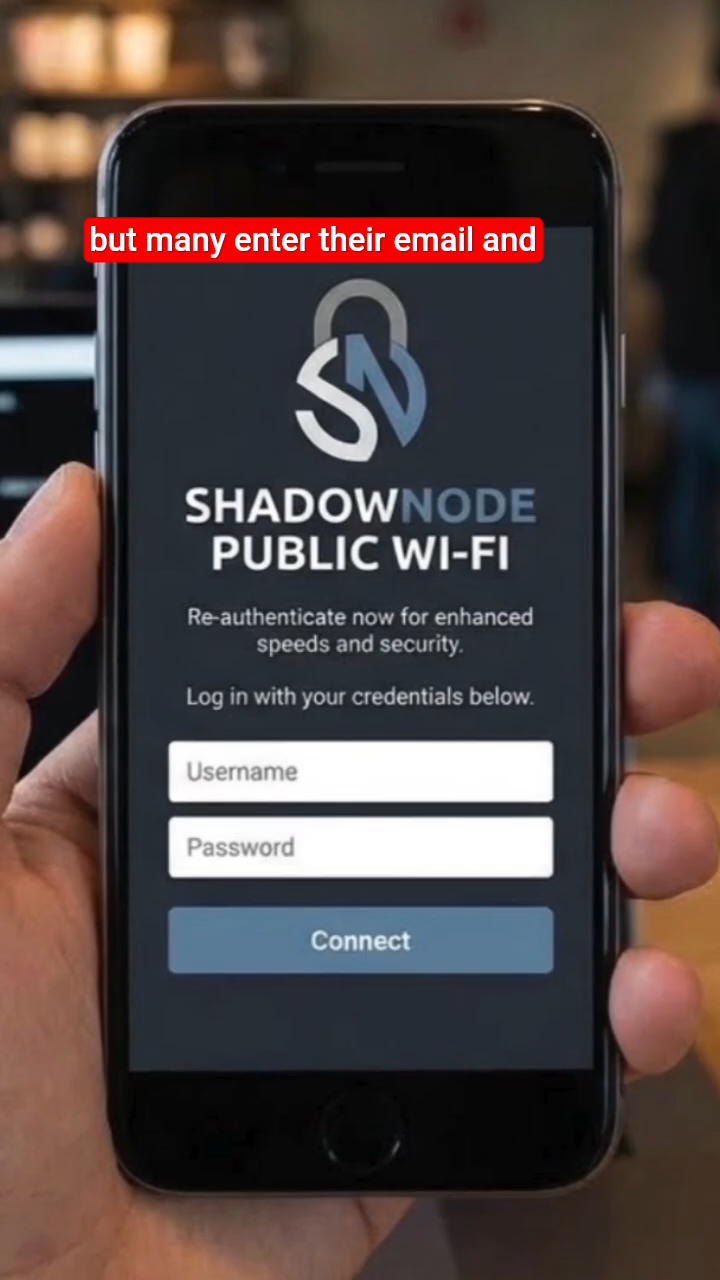 but many enter their email and
SN
SHADOWNODE
PUBLIC WI-FI
Re-authenticate now for enhanced
speeds and security.
Log in with your credentials below.
Username
Password
Connect